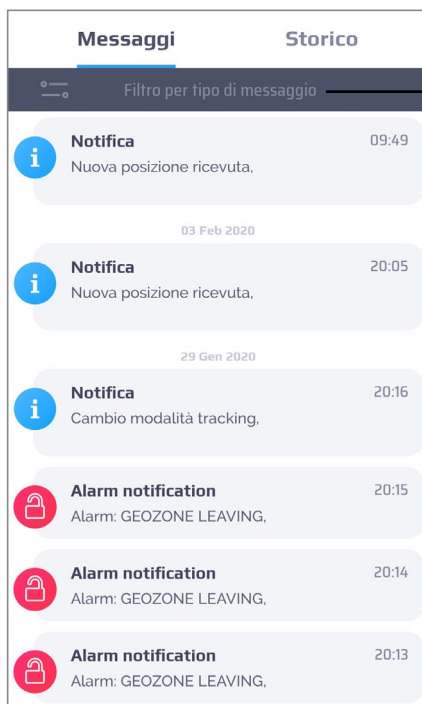 Messaggi Storico
Filtro per tipo di messaggio
Notifica 09:49
Nuova posizione ricevuta,
03 Feb 2020
Notifica 20:05
Nuova posizione ricevuta,
29 Gen 2020
Notifica 20:16
Cambio modalità tracking,
Alarm notification 20:15
Alarm: GEOZONE LEAVING,
Alarm notification 20:14
Alarm: GEOZONE LEAVING,
Alarm notification 20:13
Alarm: GEOZONE LEAVING,